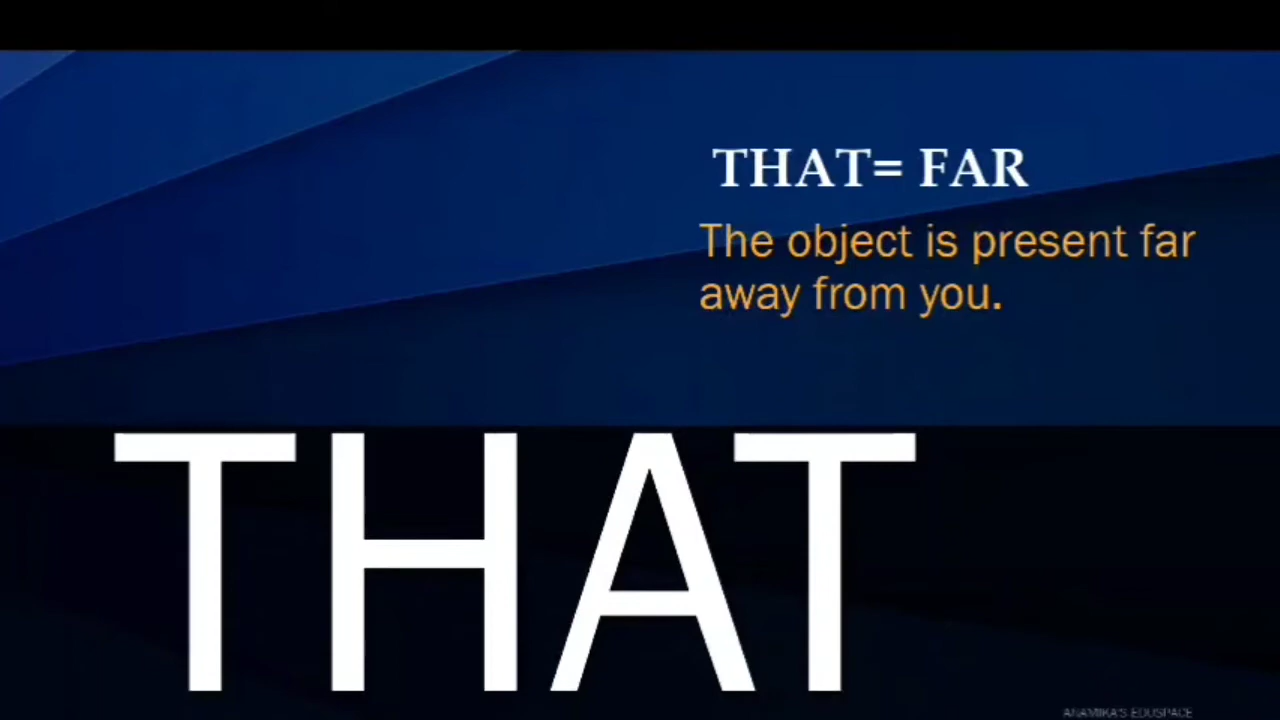 THAT= FAR
The object is present far
away from you.
THAT
ANAMIKA'S EDUSPACE